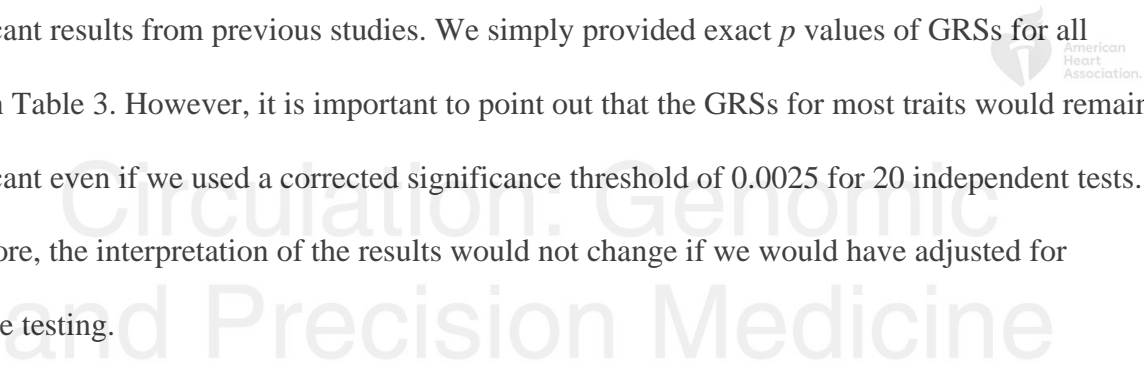 cant results from previous studies. We simply provided exact p values of GRSs for all
American
Heart
Association.
n Table 3. However, it is important to point out that the GRSs for most traits would remain
cant even if we used a corrected significance threshold of 0.0025 for 20 independent tests.
Circulation: Genomic
ore, the interpretation of the results would not change if we would have adjusted for
e testing.
and Precision Medicine